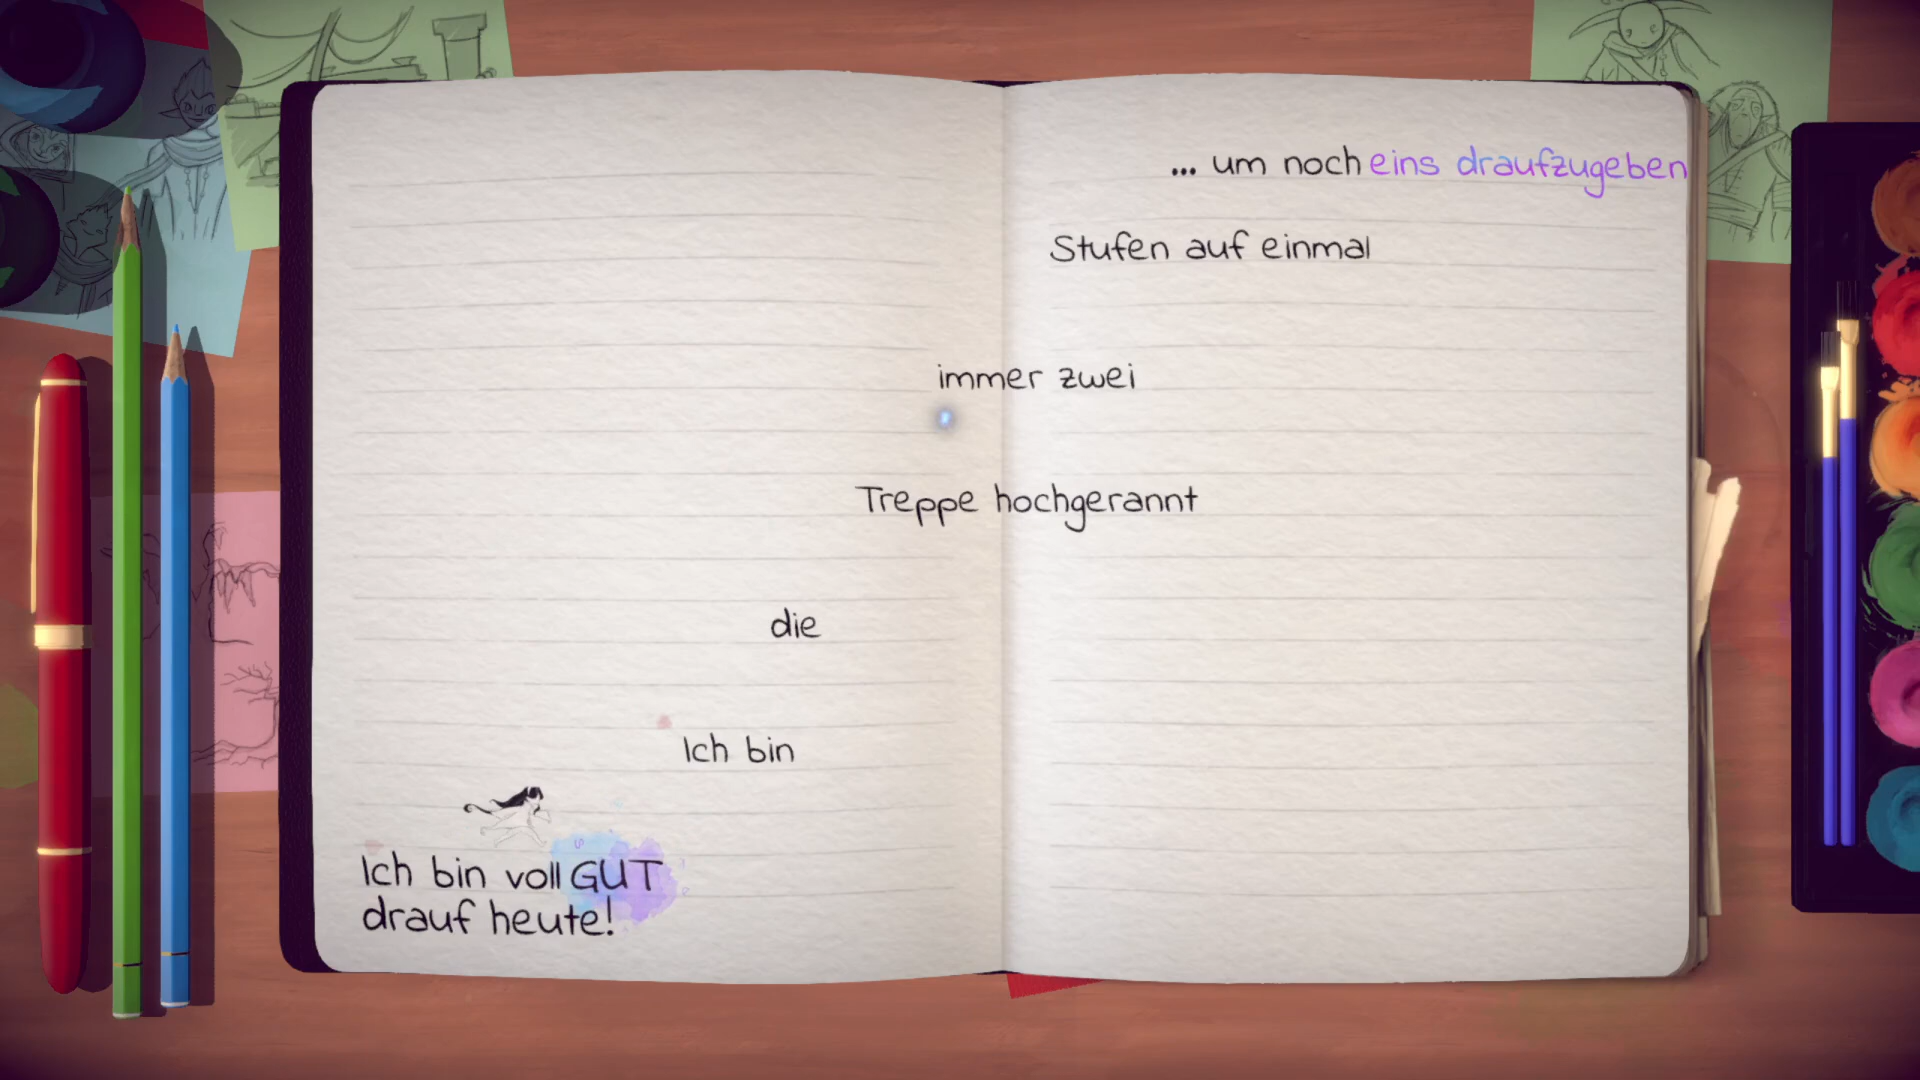 Ich bin voll GUT
drauf heute!
Ich bin
die
Treppe hochgerannt
immer zwei
Stufen auf einmal
... um noch eins draufzugeben